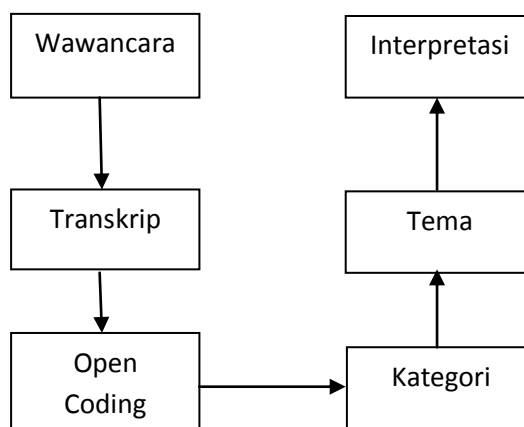 Wawancara
Interpretasi
Transkrip
Tema
Open
Coding
Kategori